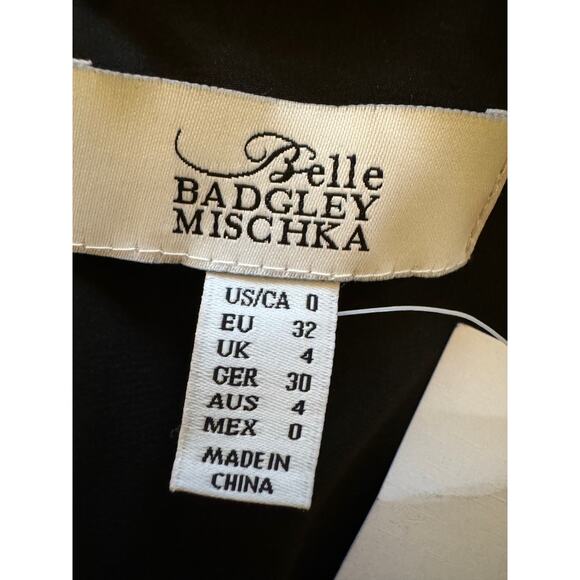 Belle
BADGLEY
MISCHKA
US/CA 0
EU 32
UK 4
GER 30
AUS 4
MEX 0
MADE IN
CHINA